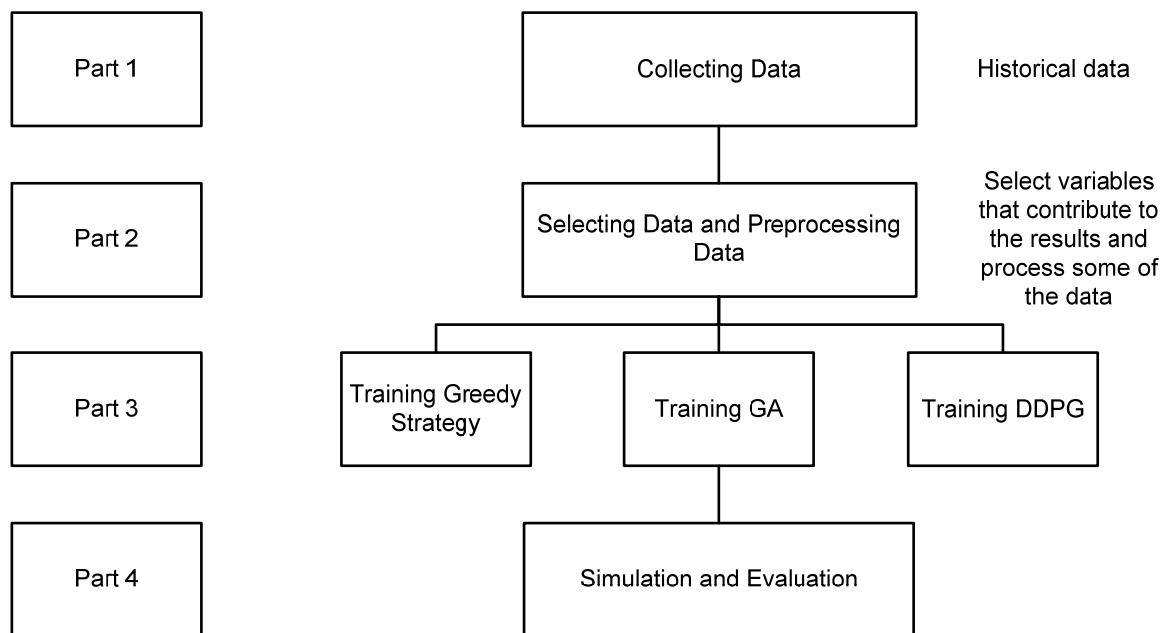 Part 1
Collecting Data
Historical data
Part 2
Selecting Data and Preprocessing
Data
Select variables
that contribute to
the results and
process some of
the data
Part 3
Training Greedy
Strategy
Training GA
Training DDPG
Part 4
Simulation and Evaluation